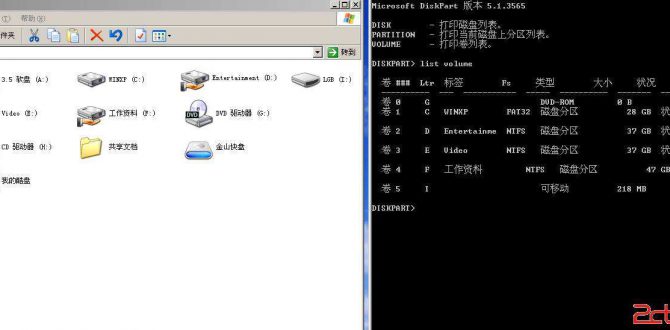 件夹
转到
3.5 软盘 (A:)
WINXP (C:)
Entertainment (D:)
LGB (I:)
Video (E:)
工作资料 (F:)
DVD
DVD 驱动器 (G:)
CD 驱动器 (H:)
共享文档
金山快盘
我的酷盘
Microsoft DiskPart 版本 5.1.3565
DISK - 打印磁盘列表。
PARTITION - 打印当前磁盘上分区列表。
VOLUME - 打印卷列表。
DISKPART> list volume
卷 ### Ltr 标签 Fs 类型 大小 状况
卷 0 G DVD-ROM 0 B
卷 1 C WINXP FAT32 磁盘分区 28 GB 状
卷 2 D Entertainme NTFS 磁盘分区 37 GB 状
卷 3 E Video NTFS 磁盘分区 37 GB 状
卷 4 F 工作资料 NTFS 磁盘分区 47 GB
卷 5 I 可移动 218 MB
DISKPART>
2ct